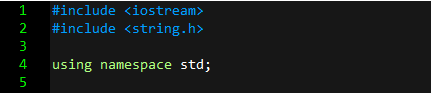 1 #include <iostream>
2 #include <string.h>
3
4 using namespace std;
5